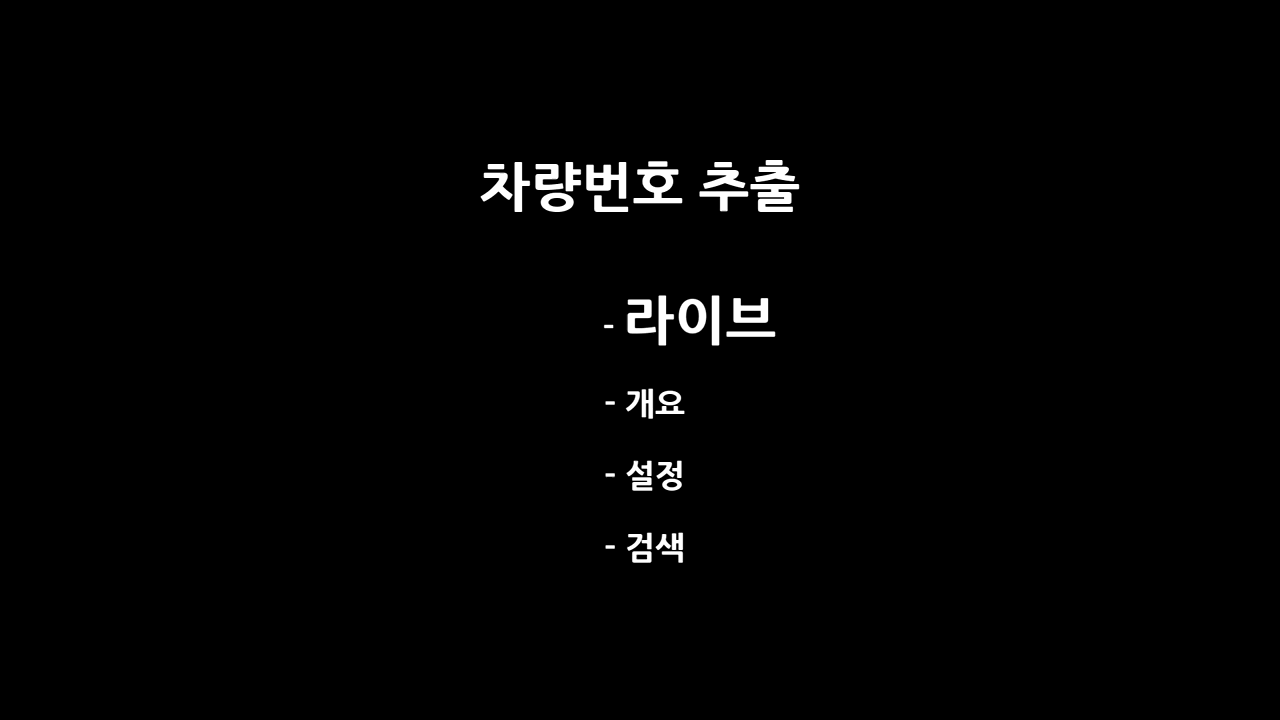 차량번호 추출
- 라이브
- 개요
- 설정
- 검색